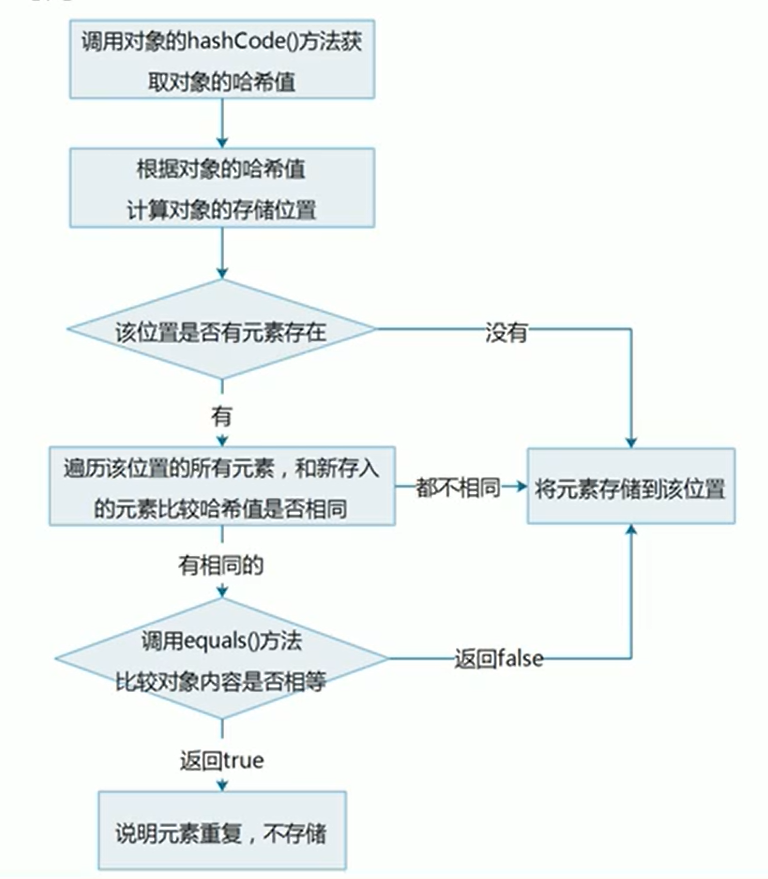 调用对象的hashCode()方法获
取对象的哈希值
根据对象的哈希值
计算对象的存储位置
该位置是否有元素存在
没有
有
遍历该位置的所有元素，和新存入
的元素比较哈希值是否相同
都不相同
将元素存储到该位置
有相同的
调用equals()方法
比较对象内容是否相等
返回false
返回true
说明元素重复，不存储